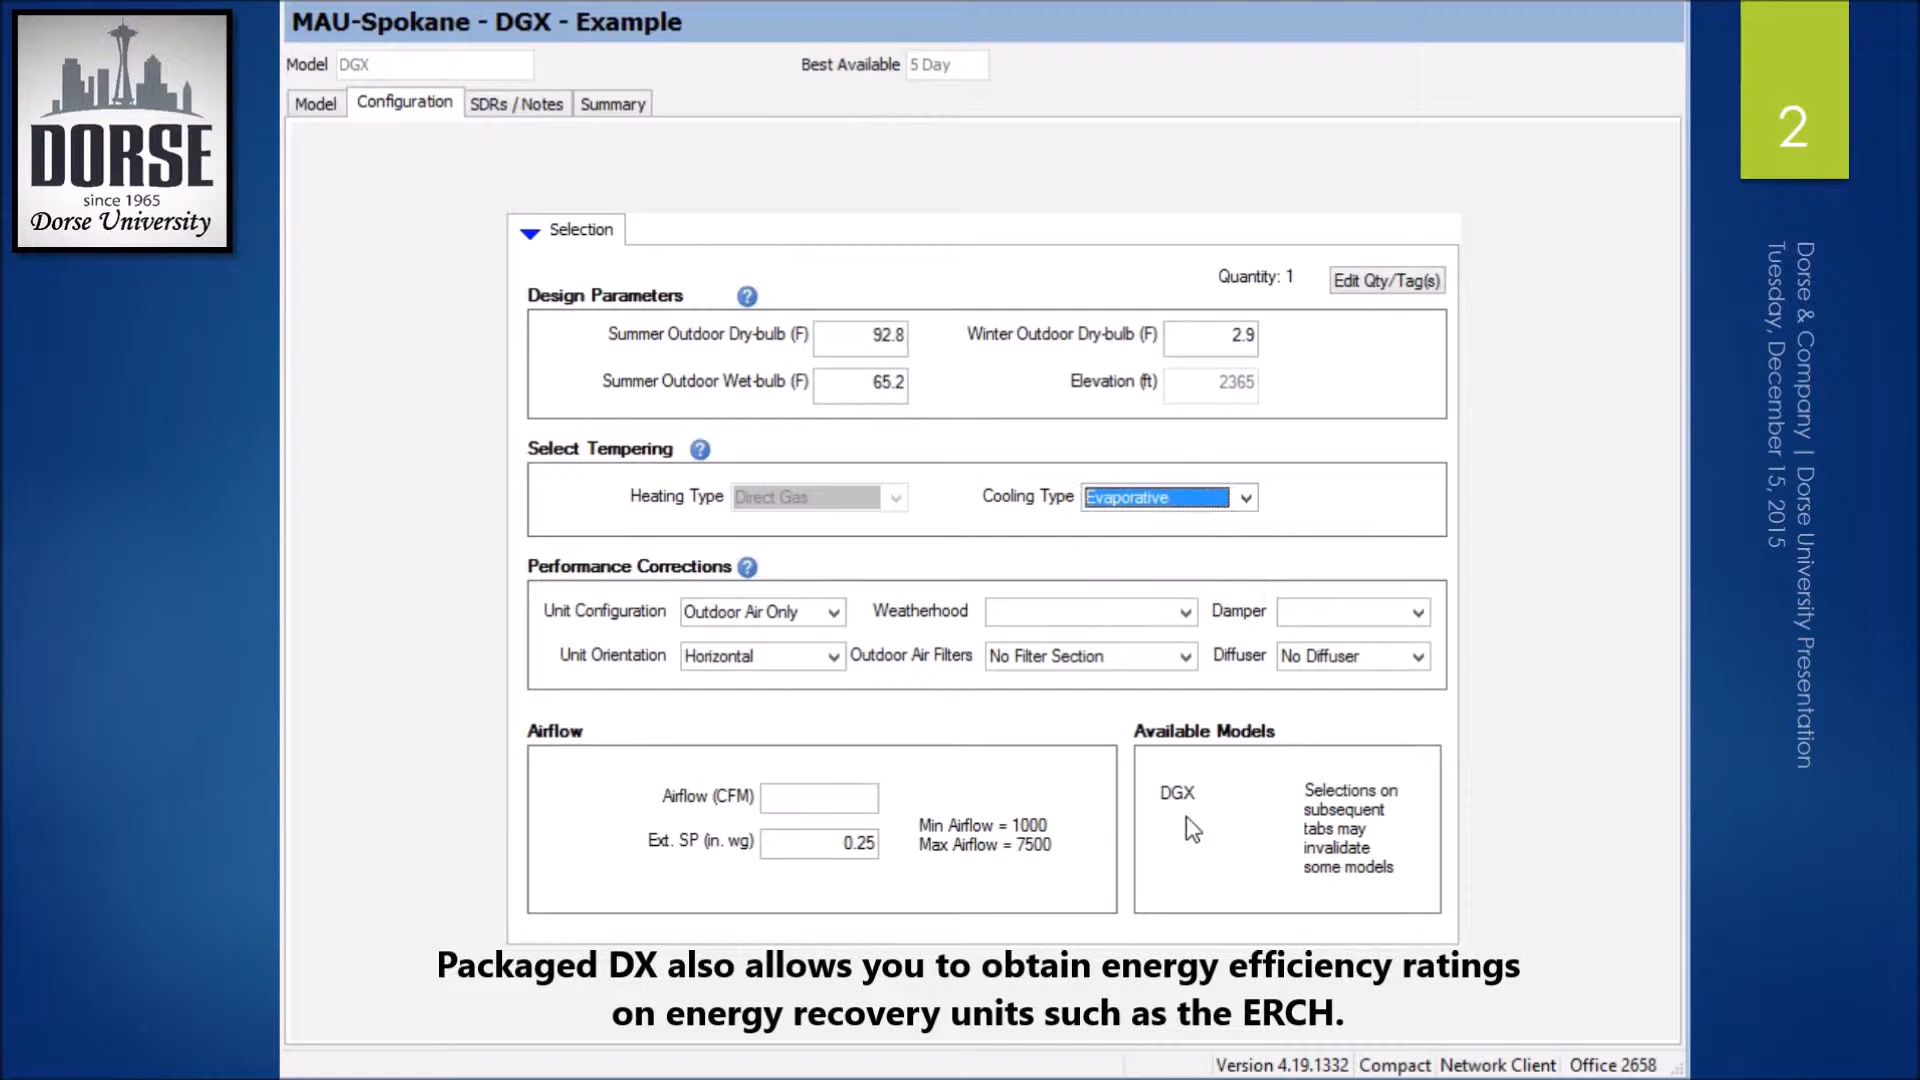 DORSE
since 1965
Dorse University
MAU-Spokane - DGX - Example
Model DGX Best Available 5 Day
Model Configuration SDRs / Notes Summary
Selection
Quantity: 1 Edit Qty/Tag(s)
Design Parameters ?
Summer Outdoor Dry-bulb (F) 92.8 Winter Outdoor Dry-bulb (F) 2.9
Summer Outdoor Wet-bulb (F) 65.2 Elevation (ft) 2365
Select Tempering ?
Heating Type Direct Gas Cooling Type Evaporative
Performance Corrections ?
Unit Configuration Outdoor Air Only Weatherhood Damper
Unit Orientation Horizontal Outdoor Air Filters No Filter Section Diffuser No Diffuser
Airflow
Airflow (CFM)
Ext. SP (in. wg) 0.25
Min Airflow = 1000
Max Airflow = 7500
Available Models
DGX
Selections on
subsequent
tabs may
invalidate
some models
Packaged DX also allows you to obtain energy efficiency ratings
on energy recovery units such as the ERCH.
Version 4.19.1332 Compact Network Client Office 2658
2
Dorse & Company | Dorse University Presentation
Tuesday, December 15, 2015